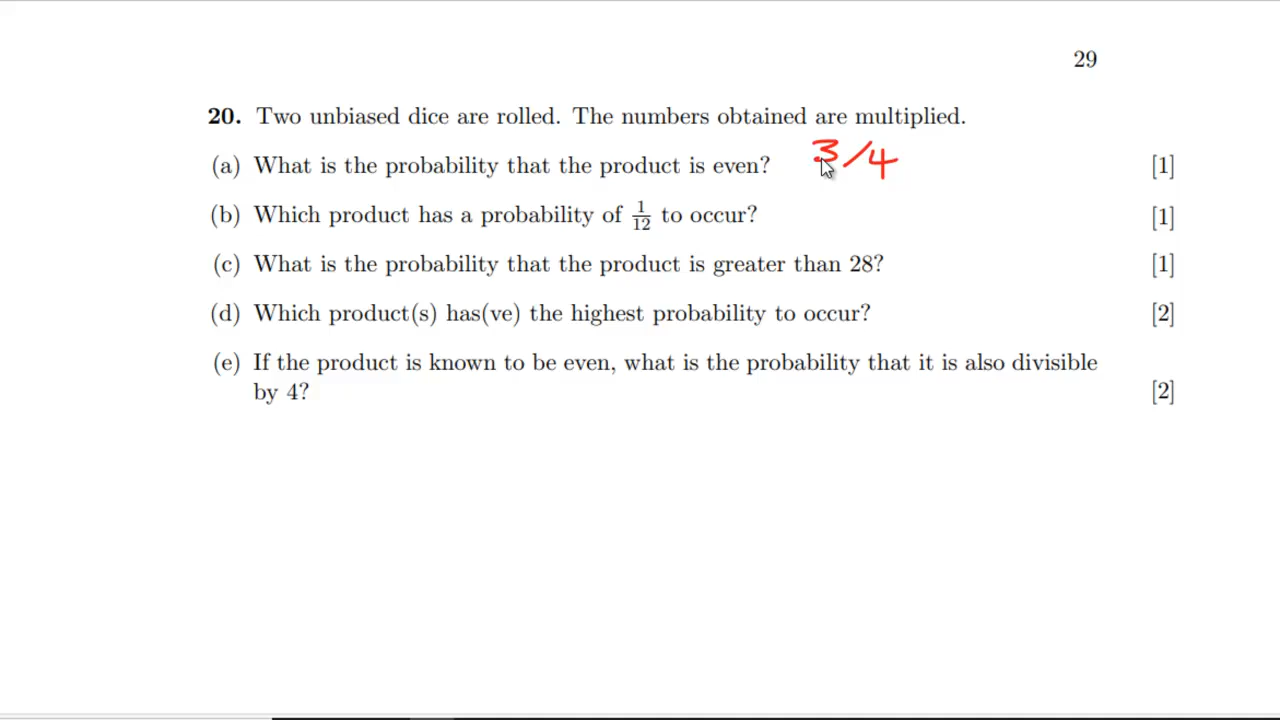 29
20. Two unbiased dice are rolled. The numbers obtained are multiplied.
(a) What is the probability that the product is even? 3/4 [1]
(b) Which product has a probability of 1/12 to occur? [1]
(c) What is the probability that the product is greater than 28? [1]
(d) Which product(s) has(ve) the highest probability to occur? [2]
(e) If the product is known to be even, what is the probability that it is also divisible
by 4? [2]